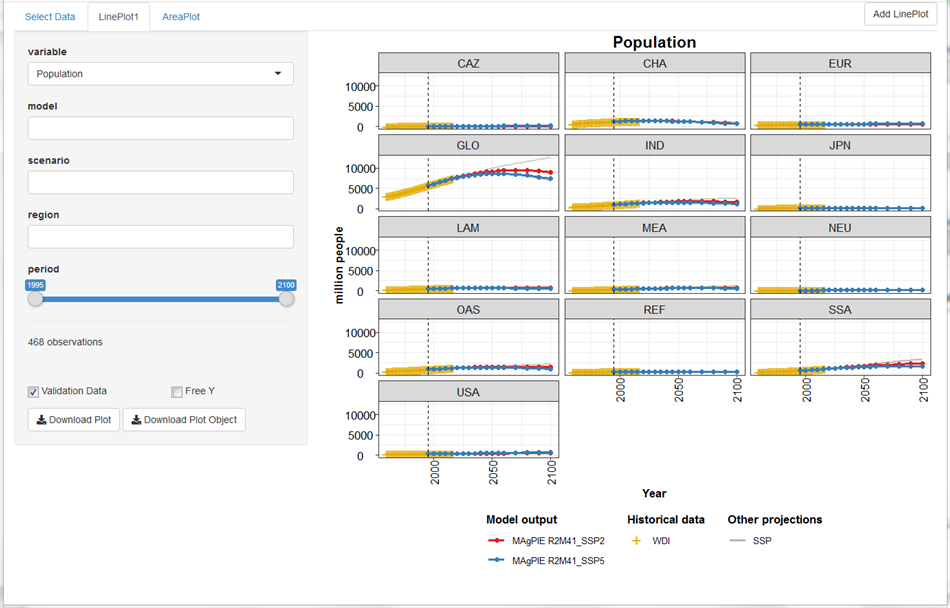 Select Data LinePlot1 AreaPlot Add LinePlot
variable
Population
model
scenario
region
period
1995 2100
468 observations
Validation Data Free Y
Download Plot Download Plot Object
Population
CAZ CHA EUR
10000
5000
0
GLO IND JPN
10000
5000
0
LAM MEA NEU
10000
5000
0
OAS REF SSA
10000
5000
0
2000 2050 2100 2000 2050 2100
USA
10000
5000
0
2000 2050 2100
million people
Year
Model output Historical data Other projections
MAgPIE R2M41_SSP2 WDI SSP
MAgPIE R2M41_SSP5